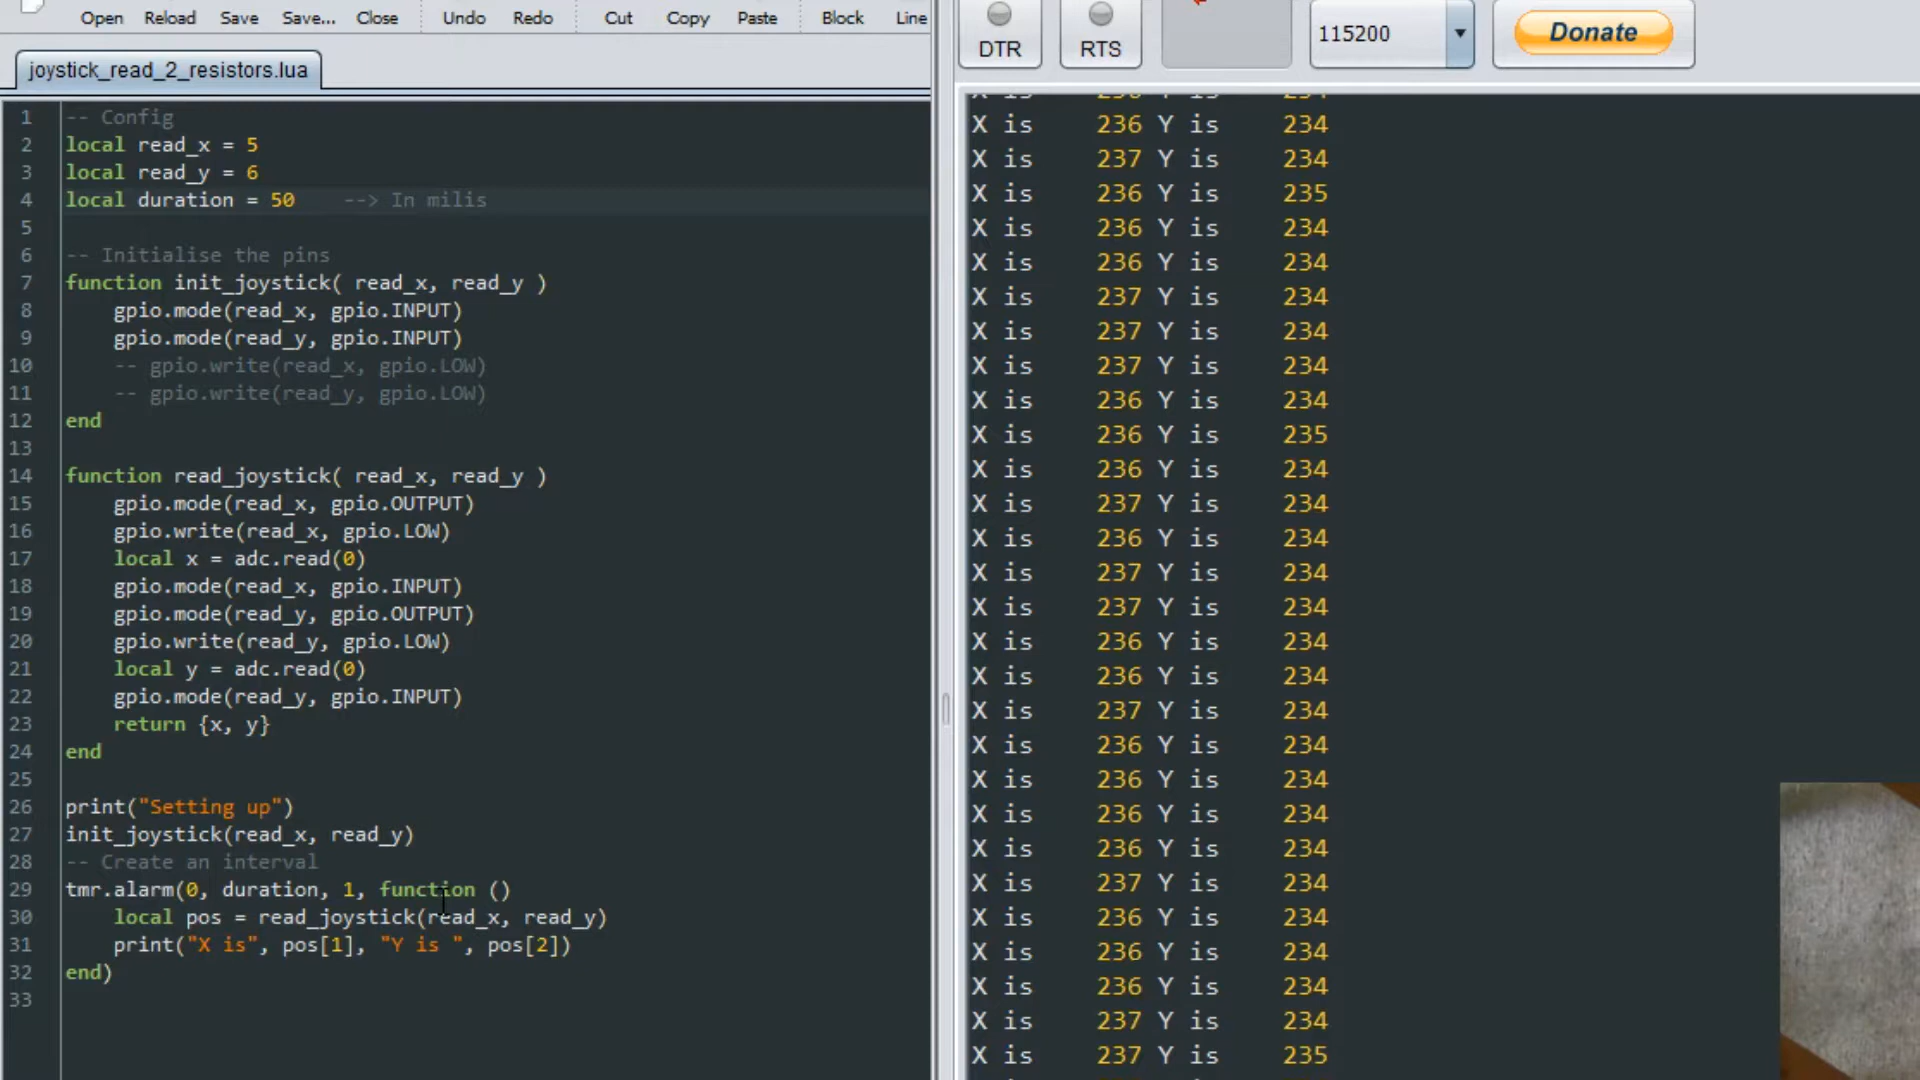 Open Reload Save Save... Close Undo Redo Cut Copy Paste Block Line
joystick_read_2_resistors.lua
1 -- Config
2 local read_x = 5
3 local read_y = 6
4 local duration = 50    --> In milis
5
6 -- Initialise the pins
7 function init_joystick( read_x, read_y )
8     gpio.mode(read_x, gpio.INPUT)
9     gpio.mode(read_y, gpio.INPUT)
10     -- gpio.write(read_x, gpio.LOW)
11     -- gpio.write(read_y, gpio.LOW)
12 end
13
14 function read_joystick( read_x, read_y )
15     gpio.mode(read_x, gpio.OUTPUT)
16     gpio.write(read_x, gpio.LOW)
17     local x = adc.read(0)
18     gpio.mode(read_x, gpio.INPUT)
19     gpio.mode(read_y, gpio.OUTPUT)
20     gpio.write(read_y, gpio.LOW)
21     local y = adc.read(0)
22     gpio.mode(read_y, gpio.INPUT)
23     return {x, y}
24 end
25
26 print("Setting up")
27 init_joystick(read_x, read_y)
28 -- Create an interval
29 tmr.alarm(0, duration, 1, function ()
30     local pos = read_joystick(read_x, read_y)
31     print("X is", pos[1], "Y is ", pos[2])
32 end)
33
DTR RTS 115200 Donate
X is 236 Y is 234
X is 237 Y is 234
X is 236 Y is 235
X is 236 Y is 234
X is 236 Y is 234
X is 237 Y is 234
X is 237 Y is 234
X is 237 Y is 234
X is 236 Y is 234
X is 236 Y is 235
X is 236 Y is 234
X is 237 Y is 234
X is 236 Y is 234
X is 237 Y is 234
X is 237 Y is 234
X is 236 Y is 234
X is 236 Y is 234
X is 237 Y is 234
X is 236 Y is 234
X is 236 Y is 234
X is 236 Y is 234
X is 236 Y is 234
X is 237 Y is 234
X is 236 Y is 234
X is 236 Y is 234
X is 236 Y is 234
X is 237 Y is 234
X is 237 Y is 235